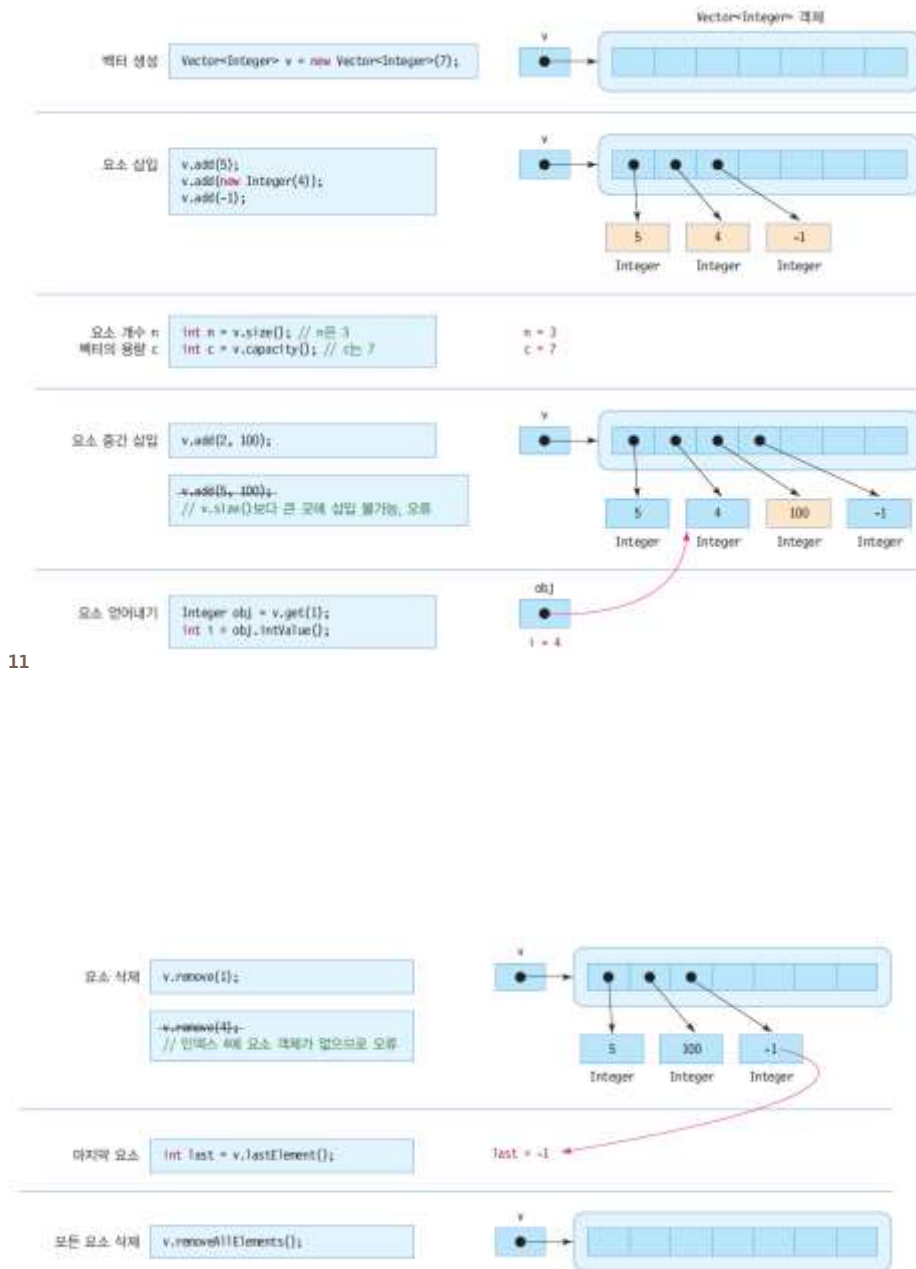 Vector<Integer> 객체
벡터 생성
Vector<Integer> v = new Vector<Integer>(7);
v
요소 삽입
v.add(5);
v.add(new Integer(4));
v.add(-1);
v
5 4 -1
Integer Integer Integer
요소 개수 n
벡터의 용량 c
int n = v.size(); // n은 3
int c = v.capacity(); // c는 7
n = 3
c = 7
요소 중간 삽입
v.add(2, 100);
v.add(5, 100);
// v.size()보다 큰 곳에 삽입 불가능, 오류
v
5 4 100 -1
Integer Integer Integer Integer
요소 얻어내기
Integer obj = v.get(1);
int i = obj.intValue();
obj
i = 4
11
요소 삭제
v.remove(1);
v.remove(4);
// 인덱스 4에 요소 객체가 없으므로 오류
v
5 100 -1
Integer Integer Integer
마지막 요소
int last = v.lastElement();
last = -1
모든 요소 삭제
v.removeAllElements();
v